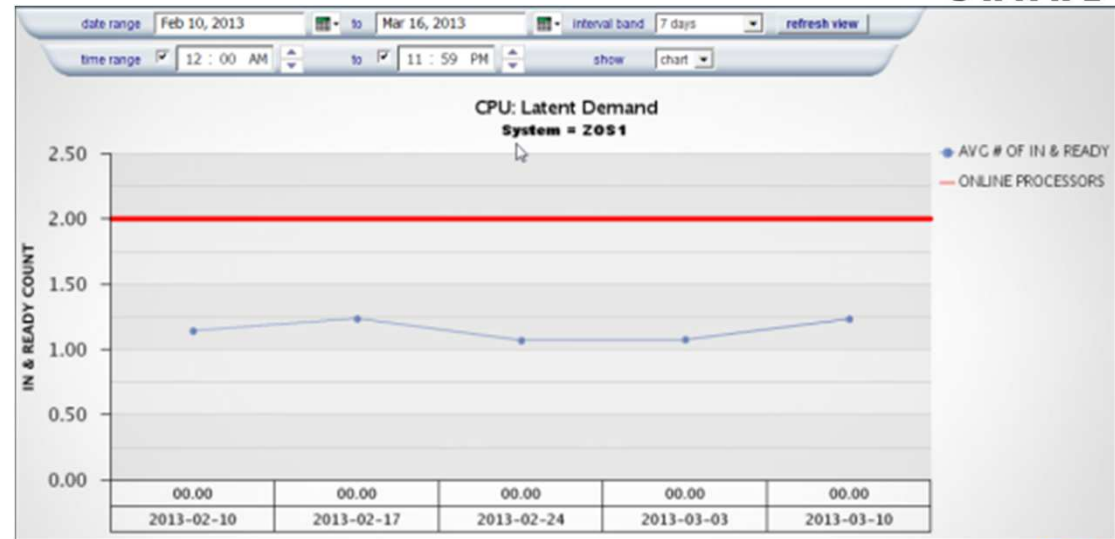 date range Feb 10, 2013 to Mar 16, 2013 interval band 7 days refresh view
time range 12 : 00 AM to 11 : 59 PM show chart
CPU: Latent Demand
System = ZOS1
AVG # OF IN & READY
ONLINE PROCESSORS
IN & READY COUNT
2.50
2.00
1.50
1.00
0.50
0.00
00.00 00.00 00.00 00.00 00.00
2013-02-10 2013-02-17 2013-02-24 2013-03-03 2013-03-10